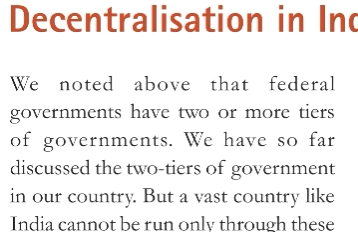 Decentralisation in
We noted above that federal
governments have two or more tiers
of governments. We have so far
discussed the two-tiers of government
in our country. But a vast country like
India cannot be run only through these